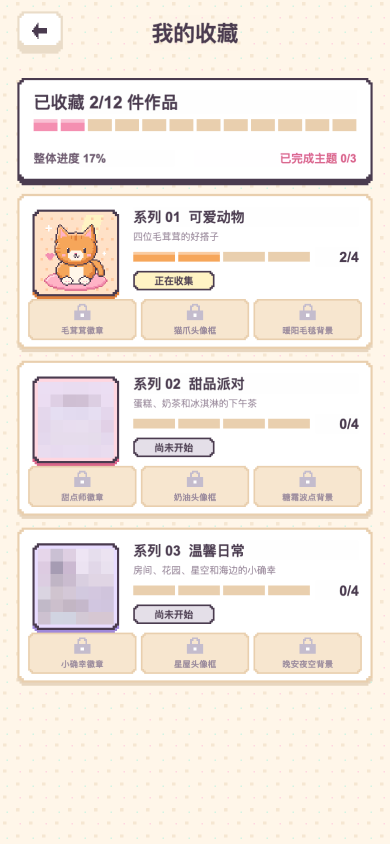 我的收藏
已收藏 2/12 件作品
整体进度 17%
已完成主题 0/3
系列 01 可爱动物
四位毛茸茸的好搭子
2/4
正在收集
毛茸茸徽章
猫爪头像框
暖阳毛毯背景
系列 02 甜品派对
蛋糕、奶茶和冰淇淋的下午茶
0/4
尚未开始
甜点师徽章
奶油头像框
糖霜波点背景
系列 03 温馨日常
房间、花园、星空和海边的小确幸
0/4
尚未开始
小确幸徽章
星屋头像框
晚安夜空背景